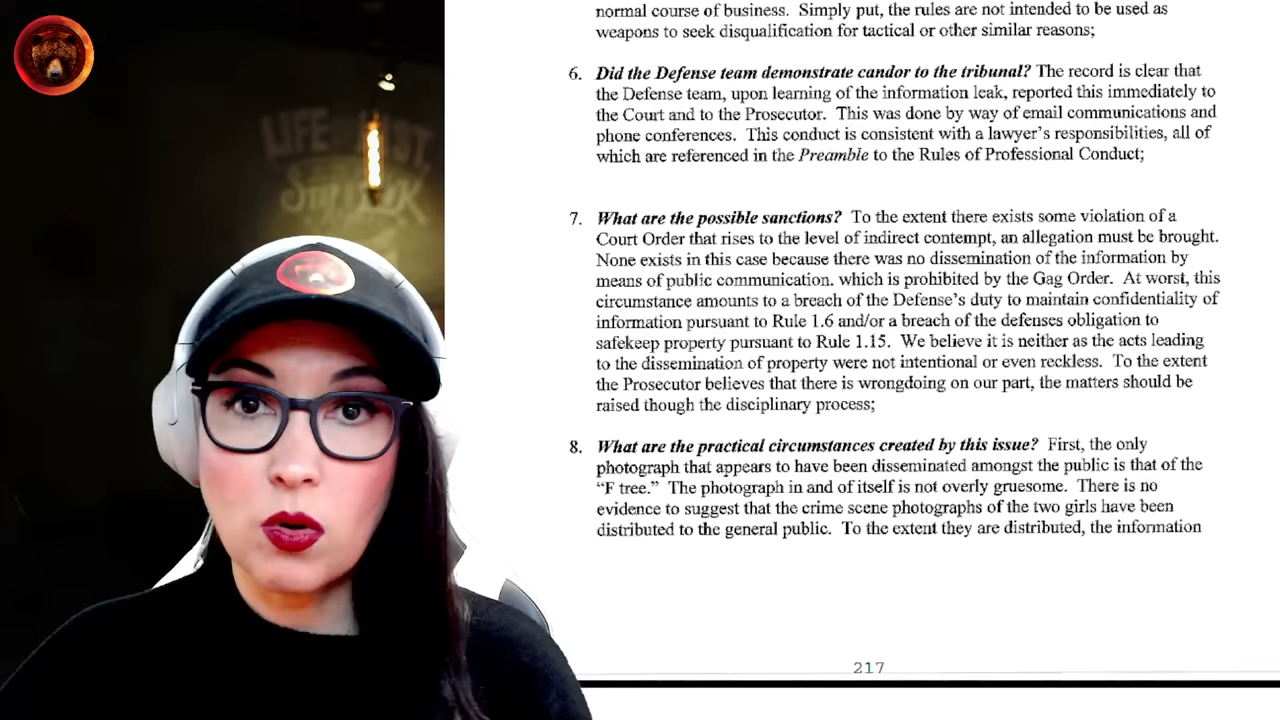 LIFE
normal course of business. Simply put, the rules are not intended to be used as
weapons to seek disqualification for tactical or other similar reasons;
6. Did the Defense team demonstrate candor to the tribunal? The record is clear that
the Defense team, upon learning of the information leak, reported this immediately to
the Court and to the Prosecutor. This was done by way of email communications and
phone conferences. This conduct is consistent with a lawyer's responsibilities, all of
which are referenced in the Preamble to the Rules of Professional Conduct;
7. What are the possible sanctions? To the extent there exists some violation of a
Court Order that rises to the level of indirect contempt, an allegation must be brought.
None exists in this case because there was no dissemination of the information by
means of public communication. which is prohibited by the Gag Order. At worst, this
circumstance amounts to a breach of the Defense's duty to maintain confidentiality of
information pursuant to Rule 1.6 and/or a breach of the defenses obligation to
safekeep property pursuant to Rule 1.15. We believe it is neither as the acts leading
to the dissemination of property were not intentional or even reckless. To the extent
the Prosecutor believes that there is wrongdoing on our part, the matters should be
raised though the disciplinary process;
8. What are the practical circumstances created by this issue? First, the only
photograph that appears to have been disseminated amongst the public is that of the
“F tree.” The photograph in and of itself is not overly gruesome. There is no
evidence to suggest that the crime scene photographs of the two girls have been
distributed to the general public. To the extent they are distributed, the information
217